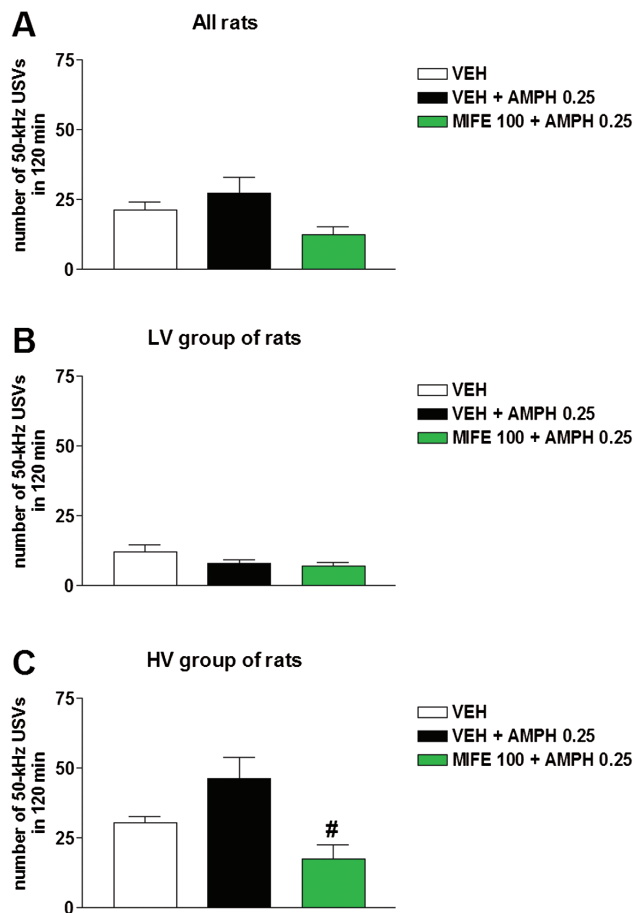 A
All rats
number of 50-kHz USVs
in 120 min
75
50
25
0
VEH
VEH + AMPH 0.25
MIFE 100 + AMPH 0.25
B
LV group of rats
number of 50-kHz USVs
in 120 min
75
50
25
0
VEH
VEH + AMPH 0.25
MIFE 100 + AMPH 0.25
C
HV group of rats
number of 50-kHz USVs
in 120 min
75
50
25
0
#
VEH
VEH + AMPH 0.25
MIFE 100 + AMPH 0.25